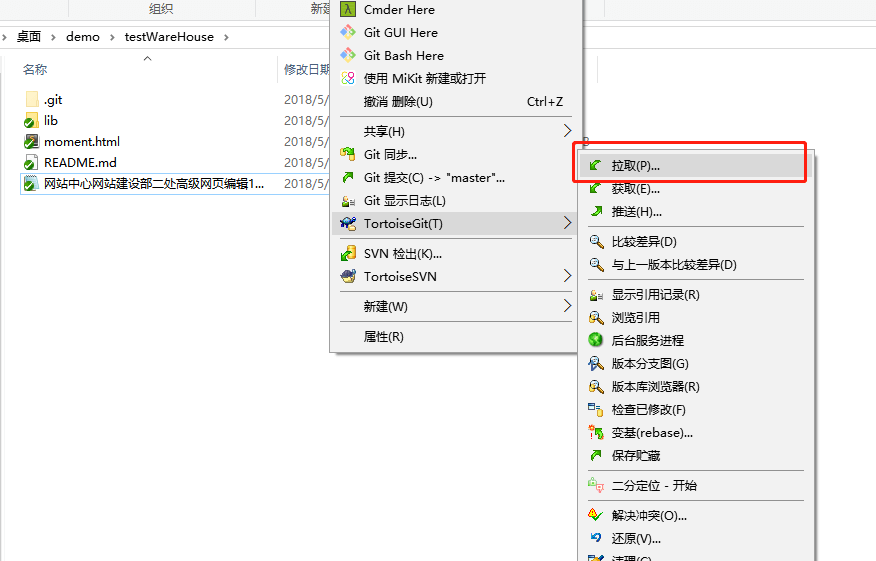 组织
新建
桌面 > demo > testWareHouse >
名称
修改日期
.git
2018/5/
lib
2018/5/
moment.html
2018/5/
README.md
2018/5/
网站中心网站建设部二处高级网页编辑1...
2018/5/
Cmder Here
Git GUI Here
Git Bash Here
使用 MiKit 新建或打开
撤消 删除(U) Ctrl+Z
共享(H)
Git 同步...
Git 提交(C) -> "master"...
Git 显示日志(L)
TortoiseGit(T)
SVN 检出(K)...
TortoiseSVN
新建(W)
属性(R)
拉取(P)...
获取(E)...
推送(H)...
比较差异(D)
与上一版本比较差异(D)
显示引用记录(R)
浏览引用
后台服务进程
版本分支图(G)
版本库浏览器(R)
检查已修改(F)
变基(rebase)...
保存贮藏
二分定位 - 开始
解决冲突(O)...
还原(V)...
清理(C)...